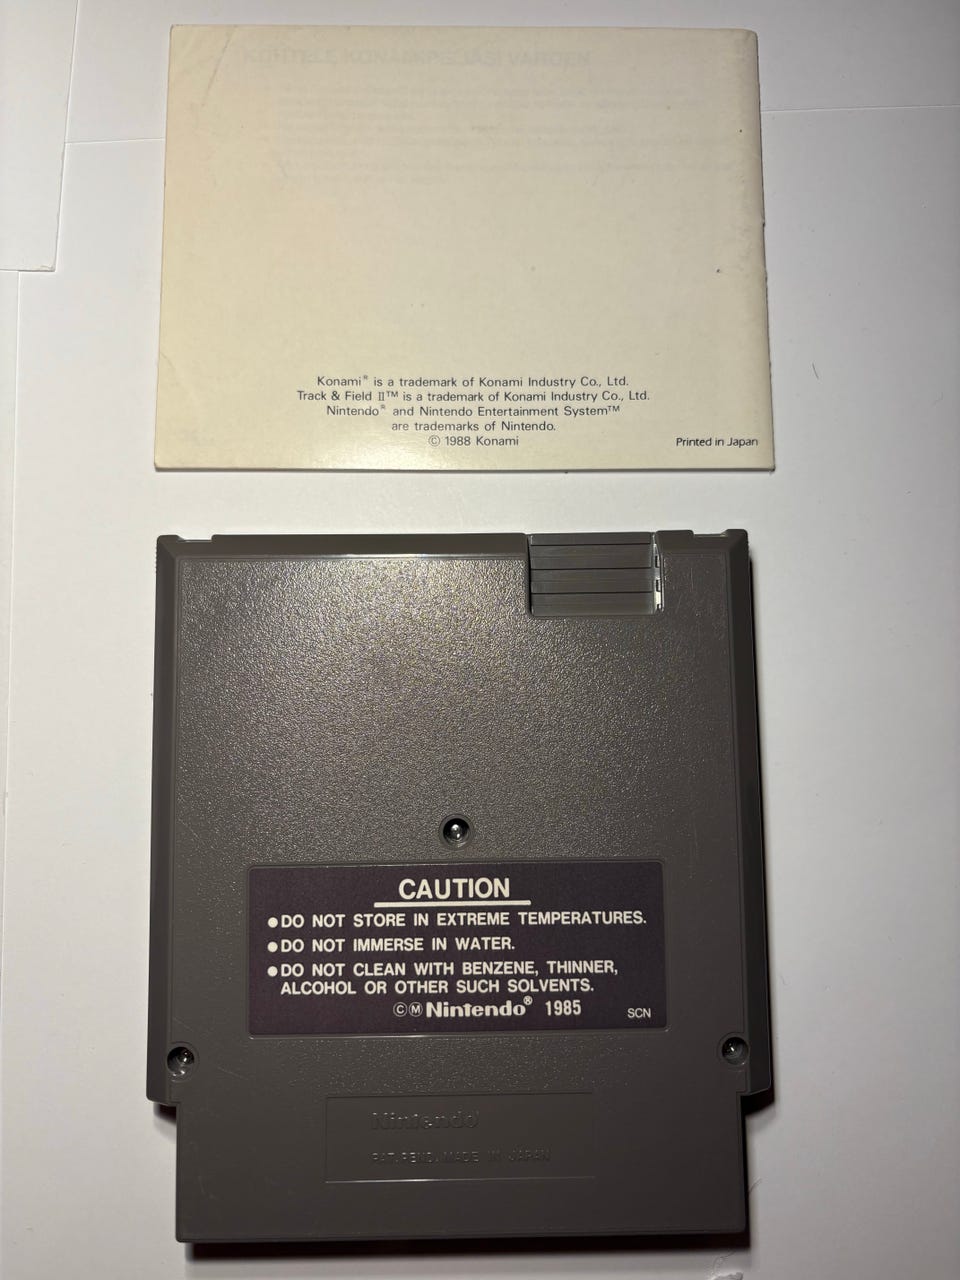 Konami® is a trademark of Konami Industry Co., Ltd.
Track & Field II™ is a trademark of Konami Industry Co., Ltd.
Nintendo® and Nintendo Entertainment System™
are trademarks of Nintendo.
© 1988 Konami
Printed in Japan
CAUTION
●DO NOT STORE IN EXTREME TEMPERATURES.
●DO NOT IMMERSE IN WATER.
●DO NOT CLEAN WITH BENZENE, THINNER,
ALCOHOL OR OTHER SUCH SOLVENTS.
ⒸⓂ Nintendo® 1985
SCN
Nintendo
PAT. PEND. MADE IN JAPAN